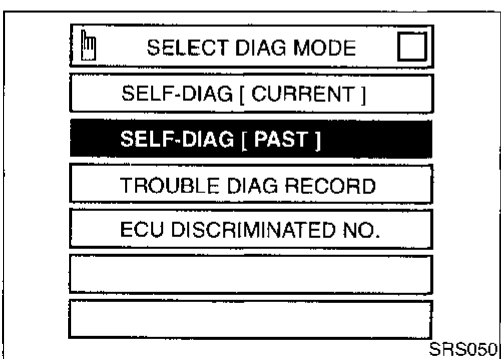 SELECT DIAG MODE
SELF-DIAG [ CURRENT ]
SELF-DIAG [ PAST ]
TROUBLE DIAG RECORD
ECU DISCRIMINATED NO.
SRS050